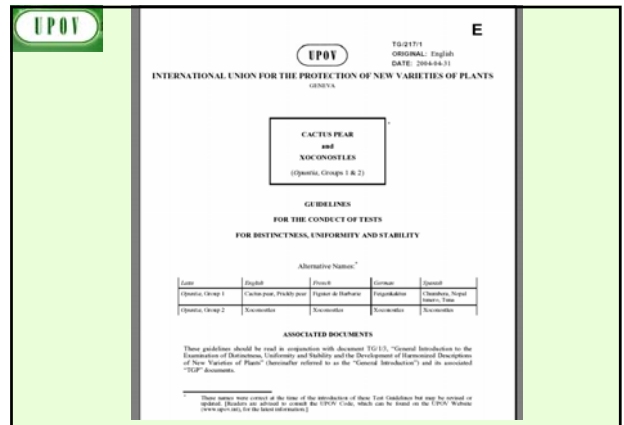 UPOV
E
UPOV
TG/217/1
ORIGINAL: English
DATE: 2004-04-31
INTERNATIONAL UNION FOR THE PROTECTION OF NEW VARIETIES OF PLANTS
GENEVA
*
CACTUS PEAR
and
XOCONOSTLES
(Opuntia, Groups 1 & 2)
GUIDELINES
FOR THE CONDUCT OF TESTS
FOR DISTINCTNESS, UNIFORMITY AND STABILITY
Alternative Names:*
Latin English French German Spanish
Opuntia, Group 1 Cactus pear, Prickly pear Figuier de Barbarie Feigenkaktus Chumbera, Nopal
tunero, Tuna
Opuntia, Group 2 Xoconostles Xoconostles Xoconostles Xoconostles
ASSOCIATED DOCUMENTS
These guidelines should be read in conjunction with document TG/1/3, “General Introduction to the
Examination of Distinctness, Uniformity and Stability and the Development of Harmonized Descriptions
of New Varieties of Plants” (hereinafter referred to as the “General Introduction”) and its associated
“TGP” documents.
* These names were correct at the time of the introduction of these Test Guidelines but may be revised or
updated. [Readers are advised to consult the UPOV Code, which can be found on the UPOV Website
(www.upov.int), for the latest information.]